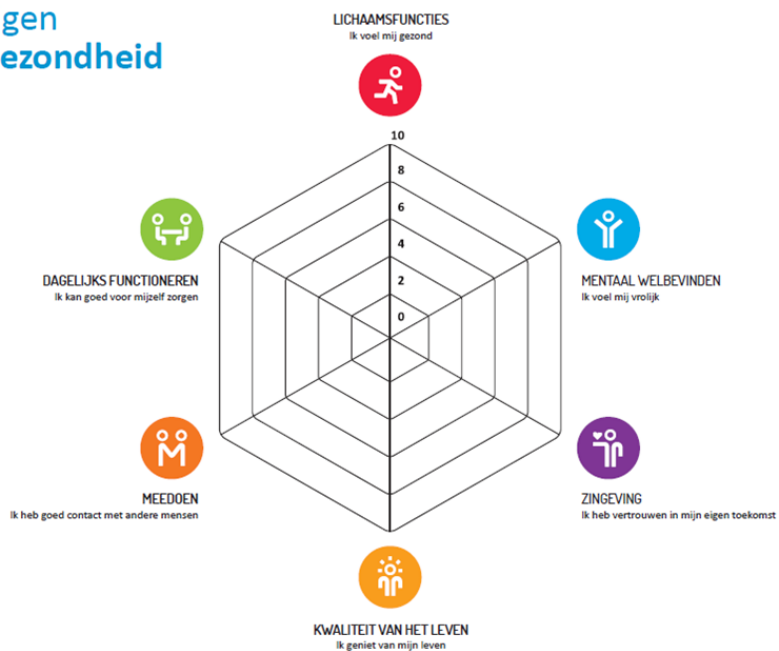 gen
ezondheid
LICHAAMSFUNCTIES
Ik voel mij gezond
10
8
6
4
2
0
DAGELIJKS FUNCTIONEREN
Ik kan goed voor mijzelf zorgen
MENTAAL WELBEVINDEN
Ik voel mij vrolijk
MEEDOEN
Ik heb goed contact met andere mensen
ZINGEVING
Ik heb vertrouwen in mijn eigen toekomst
KWALITEIT VAN HET LEVEN
Ik geniet van mijn leven